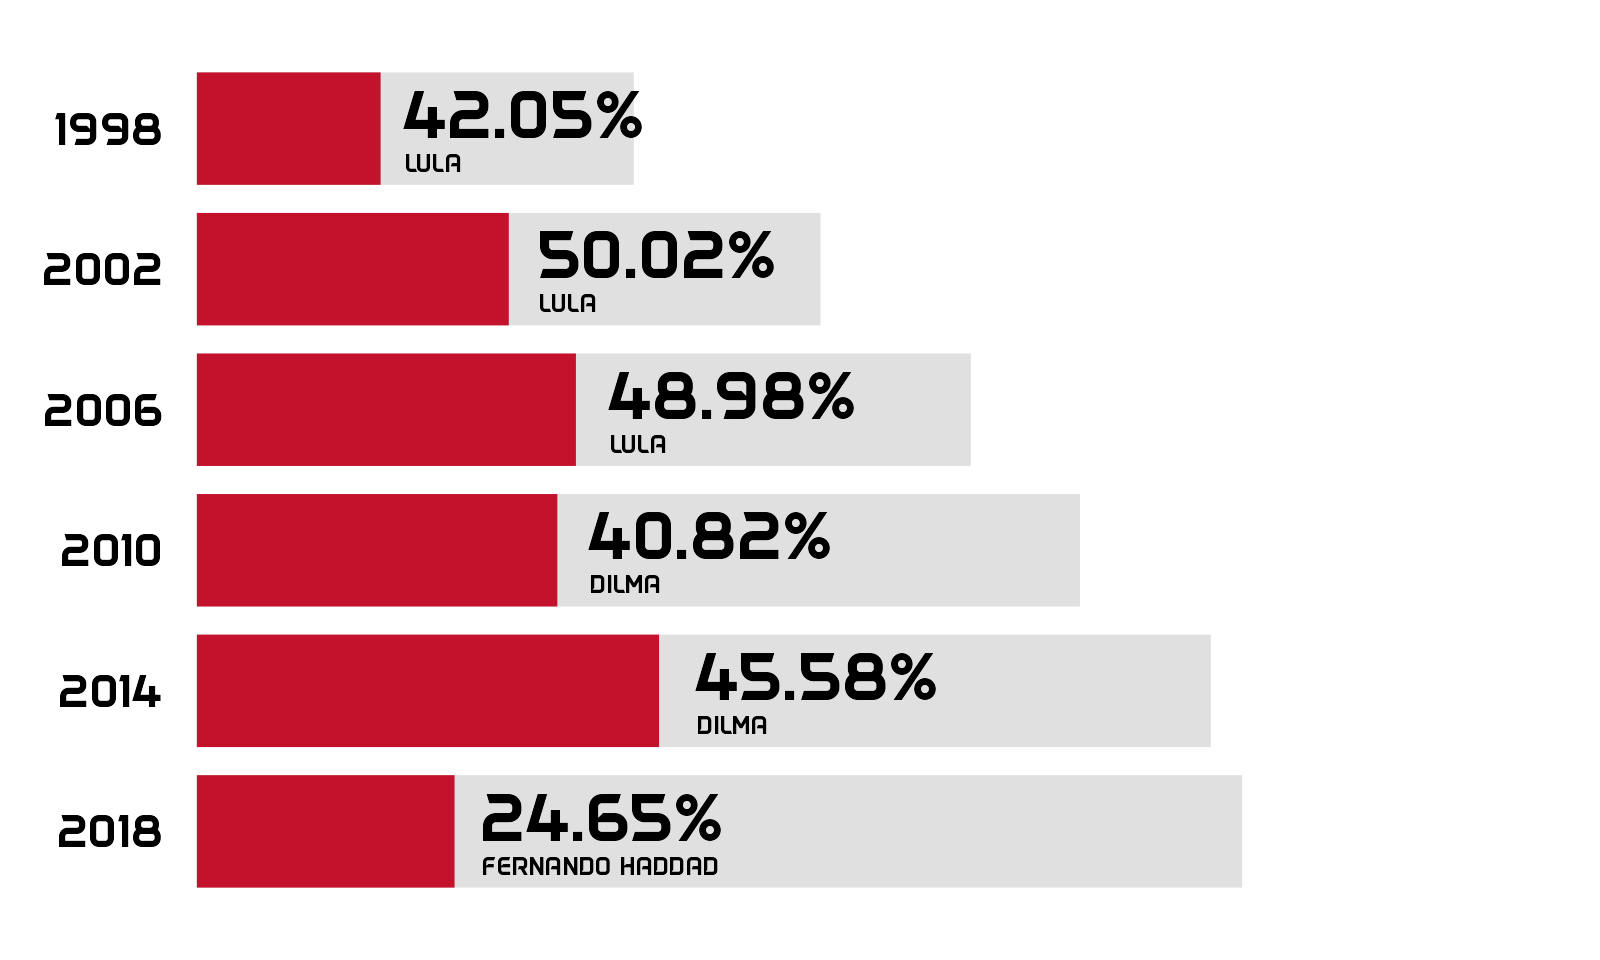 1998
42.05%
LULA
2002
50.02%
LULA
2006
48.98%
LULA
2010
40.82%
DILMA
2014
45.58%
DILMA
2018
24.65%
FERNANDO HADDAD